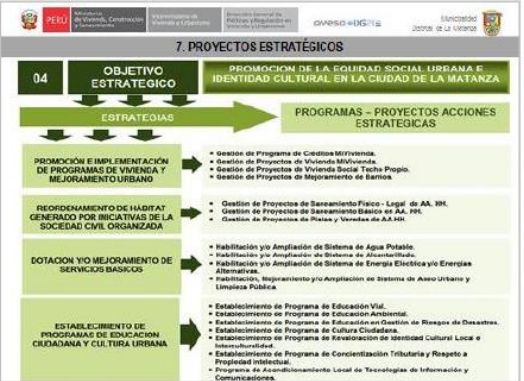 PERÚ
Ministerio de Vivienda, Construcción y Saneamiento
Viceministerio de Vivienda y Urbanismo
Dirección General de Políticas y Regulación en Vivienda y Urbanismo
Municipalidad
Distrital de La Matanza
7. PROYECTOS ESTRATÉGICOS
04
OBJETIVO
ESTRATEGICO
PROMOCION DE LA EQUIDAD SOCIAL URBANA E
IDENTIDAD CULTURAL EN LA CIUDAD DE LA MATANZA
ESTRATEGIAS
PROGRAMAS – PROYECTOS ACCIONES
ESTRATEGICAS
PROMOCIÓN E IMPLEMENTACIÓN
DE PROGRAMAS DE VIVIENDA Y
MEJORAMIENTO URBANO
• Gestión de Programa de Créditos MiVivienda.
• Gestión de Proyectos de Vivienda MiVivienda.
• Gestión de Proyectos de Vivienda Social Techo Propio.
• Gestión de Proyectos de Mejoramiento de Barrios.
REORDENAMIENTO DE HÁBITAT
GENERADO POR INICIATIVAS DE LA
SOCIEDAD CIVIL ORGANIZADA
• Gestión de Proyectos de Saneamiento Físico - Legal de AA. HH.
• Gestión de Proyectos de Saneamiento Básico en AA. HH.
• Gestión de Proyectos de Pistas y Veredas de AA HH.
DOTACION Y/O MEJORAMIENTO DE
SERVICIOS BASICOS
• Habilitación y/o Ampliación de Sistema de Agua Potable.
• Habilitación y/o Ampliación de Sistema de Alcantarillado.
• Habilitación y/o Ampliación de Sistema de Energía Electrica y/o Energías
Alternativas.
• Habilitación, Mejoramiento y/o Ampliación de Sistema de Aseo Urbano y
Limpieza Pública.
ESTABLECIMIENTO DE
PROGRAMAS DE EDUCACION
CIUDADANA Y CULTURA URBANA
• Establecimiento de Programa de Educación Vial.
• Establecimiento de Programa de Educación Ambiental.
• Establecimiento de Programa de Educación en Gestión de Riesgos de Desastres.
• Establecimiento de Programa de Cultura Ciudadana.
• Establecimiento de Programa de Revaloración de Identidad Cultural Local e
Interculturalidad.
• Establecimiento de Programa de Concientización Tributaria y Respeto a
Propiedad Intelectual.
• Programa de Acondicionamiento Local de Tecnologías de Información y
Comunicaciones.